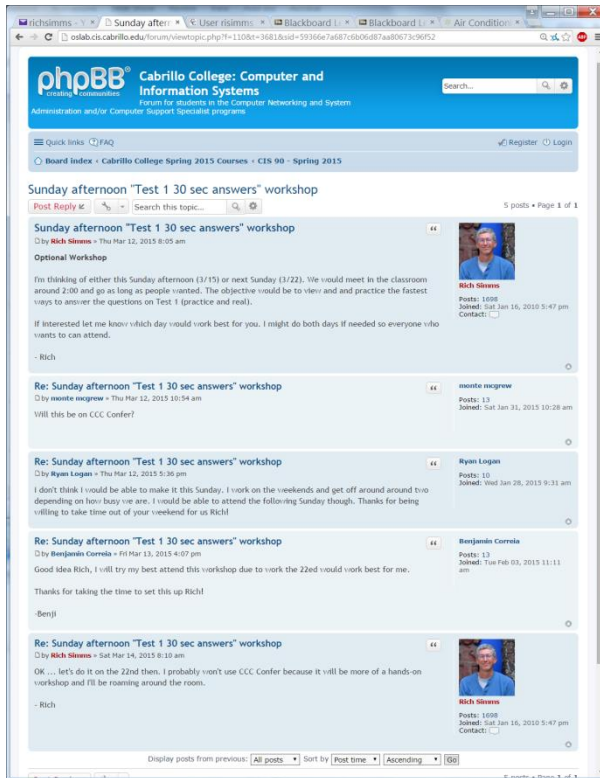 richsimms - Y
Sunday aftern
User risimms
Blackboard L
Blackboard L
Air Condition
oslab.cis.cabrillo.edu/forum/viewtopic.php?f=110&t=3681&sid=59366e7a687c6b06d87aa80673c96f52
phpBB®
creating communities
Cabrillo College: Computer and
Information Systems
Forum for students in the Computer Networking and System
Administration and/or Computer Support Specialist programs
Search...
Quick links FAQ
Register Login
Board index ‹ Cabrillo College Spring 2015 Courses ‹ CIS 90 - Spring 2015
Sunday afternoon "Test 1 30 sec answers" workshop
Post Reply Search this topic... 5 posts • Page 1 of 1
Sunday afternoon "Test 1 30 sec answers" workshop
by Rich Simms » Thu Mar 12, 2015 8:05 am
Optional Workshop
I'm thinking of either this Sunday afternoon (3/15) or next Sunday (3/22). We would meet in the classroom
around 2:00 and go as long as people wanted. The objective would be to view and and practice the fastest
ways to answer the questions on Test 1 (practice and real).
If interested let me know which day would work best for you. I might do both days if needed so everyone who
wants to can attend.
- Rich
Rich Simms
Posts: 1698
Joined: Sat Jan 16, 2010 5:47 pm
Contact:
Re: Sunday afternoon "Test 1 30 sec answers" workshop
by monte mcgrew » Thu Mar 12, 2015 10:54 am
Will this be on CCC Confer?
monte mcgrew
Posts: 13
Joined: Sat Jan 31, 2015 10:28 am
Re: Sunday afternoon "Test 1 30 sec answers" workshop
by Ryan Logan » Thu Mar 12, 2015 5:36 pm
I don't think I would be able to make it this Sunday. I work on the weekends and get off around around two
depending on how busy we are. I would be able to attend the following Sunday though. Thanks for being
willing to take time out of your weekend for us Rich!
Ryan Logan
Posts: 10
Joined: Wed Jan 28, 2015 9:31 am
Re: Sunday afternoon "Test 1 30 sec answers" workshop
by Benjamin Correia » Fri Mar 13, 2015 4:07 pm
Good idea Rich, I will try my best attend this workshop due to work the 22ed would work best for me.
Thanks for taking the time to set this up Rich!
-Benji
Benjamin Correia
Posts: 13
Joined: Tue Feb 03, 2015 11:11
am
Re: Sunday afternoon "Test 1 30 sec answers" workshop
by Rich Simms » Sat Mar 14, 2015 8:10 am
OK ... let's do it on the 22nd then. I probably won't use CCC Confer because it will be more of a hands-on
workshop and I'll be roaming around the room.
- Rich
Rich Simms
Posts: 1698
Joined: Sat Jan 16, 2010 5:47 pm
Contact:
Display posts from previous: All posts Sort by Post time Ascending Go